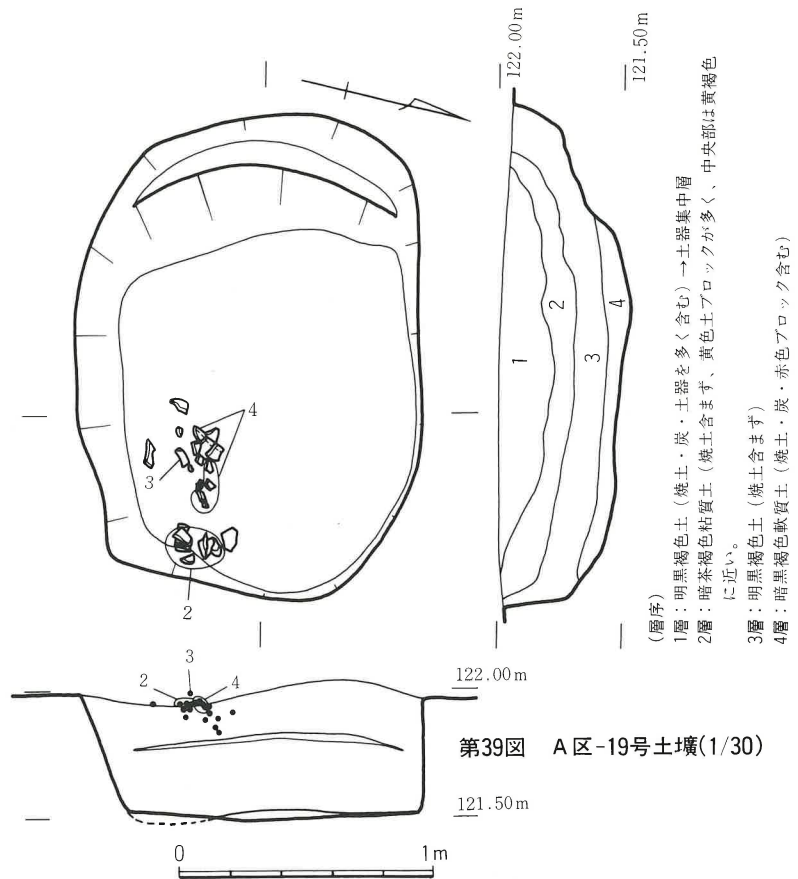 122.00m
121.50m
1
2
3
4
(層序)
1層：明黒褐色土(焼土・炭・土器を多く含む)→土器集中層
2層：暗茶褐色粘質土(焼土含まず、黄色土ブロックが多く、中央部は黄褐色
に近い。
3層：明黒褐色土(焼土含まず)
4層：暗黒褐色軟質土(焼土・炭・赤色ブロック含む)
4
3
2
3
2
4
122.00m
第39図 A区-19号土壙(1/30)
121.50m
0
1m